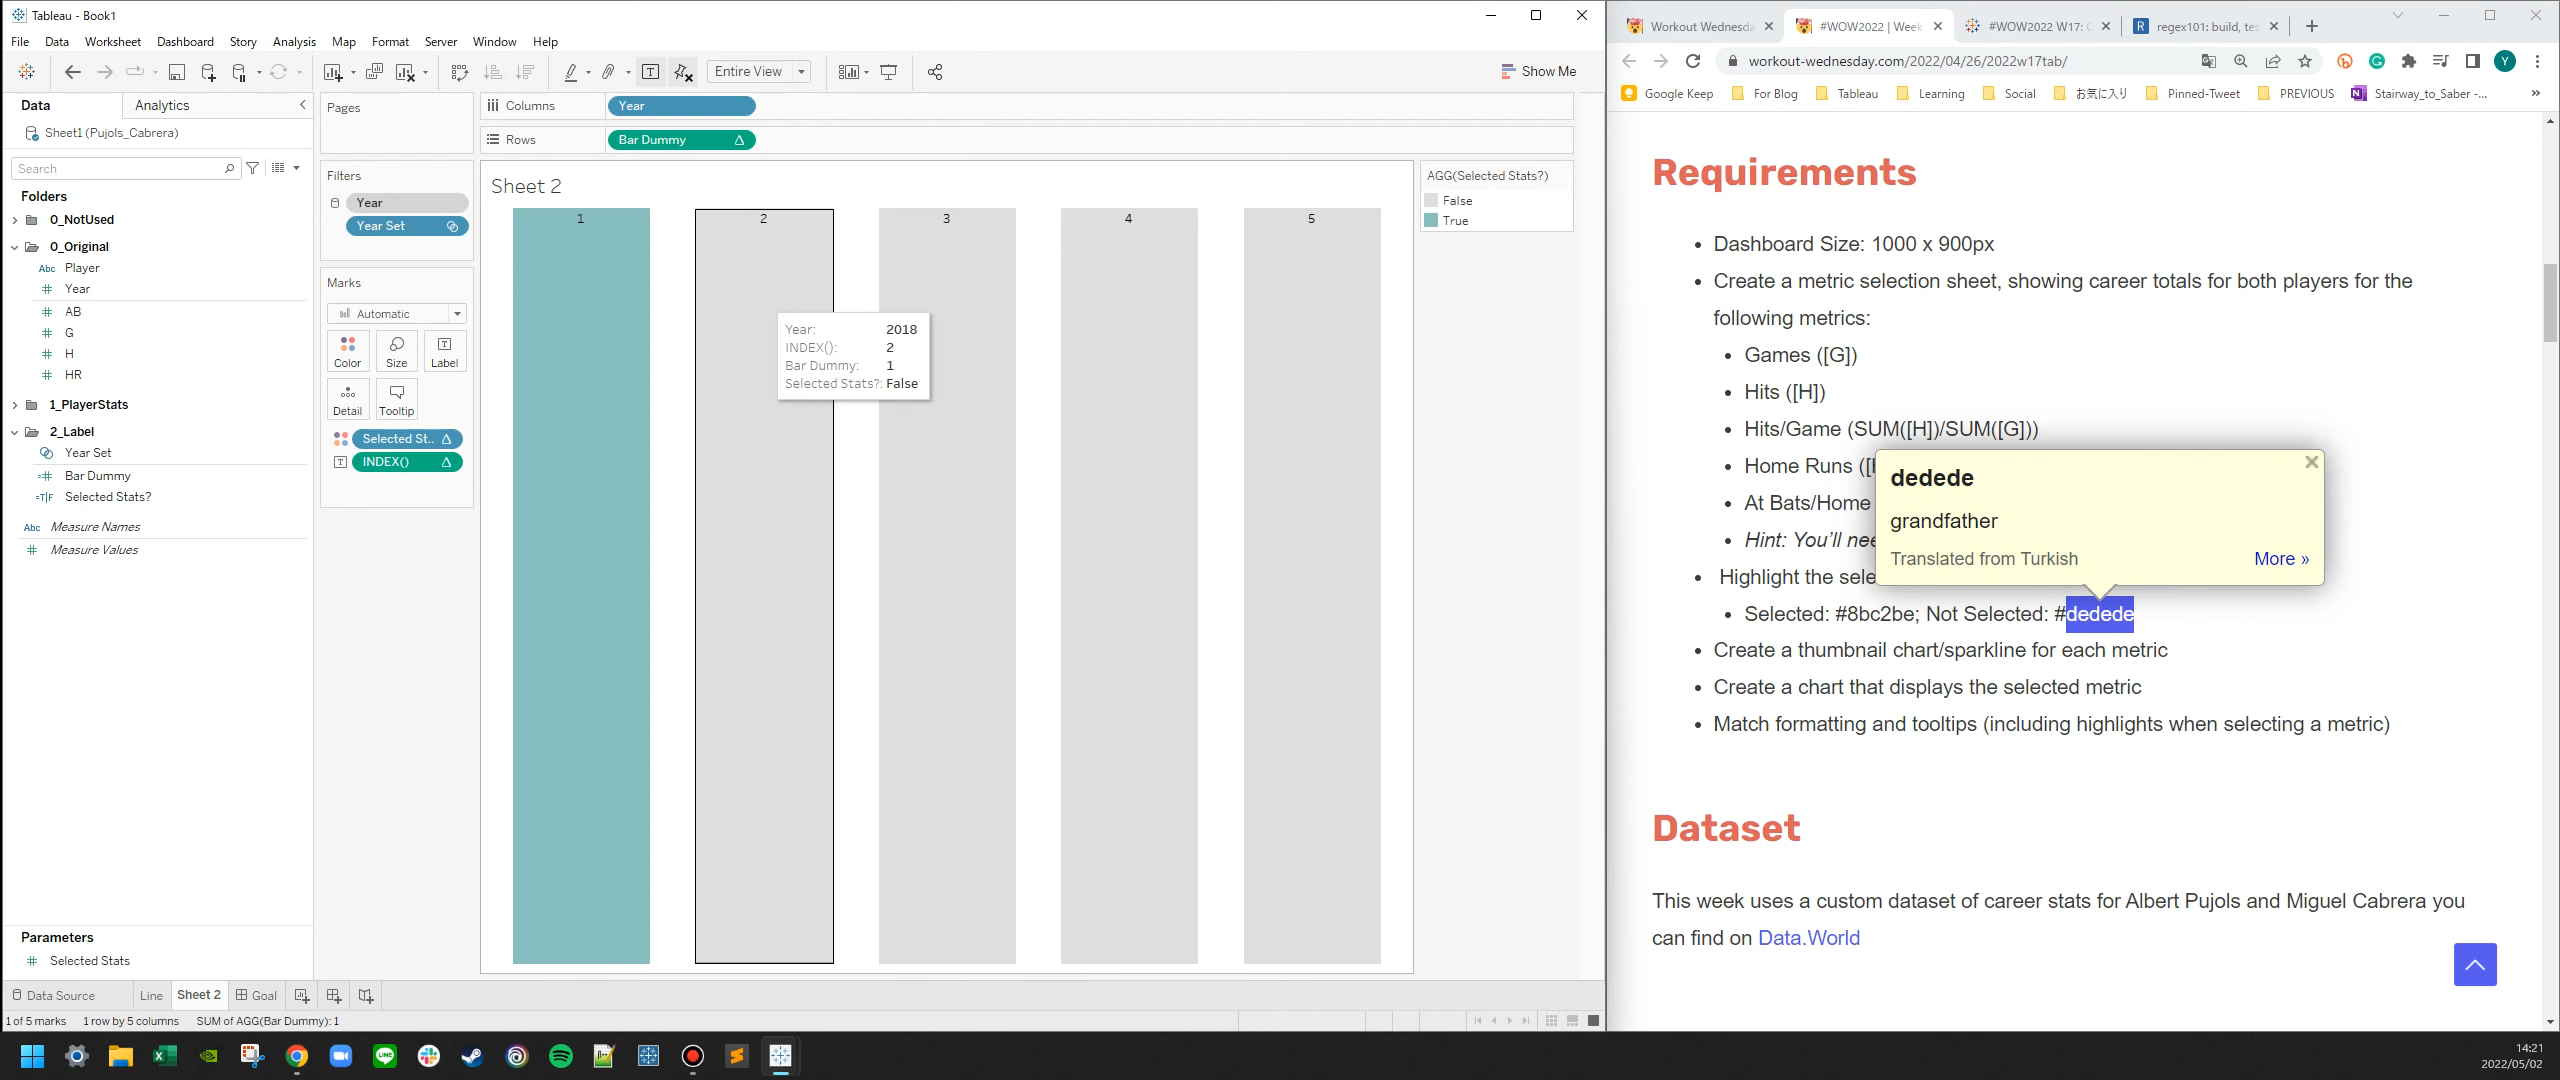 Tableau - Book1
File Data Worksheet Dashboard Story Analysis Map Format Server Window Help
Entire View
Show Me
Data
Analytics
Sheet1 (Pujols_Cabrera)
Search
Folders
0_NotUsed
0_Original
Abc Player
Year
AB
G
H
HR
1_PlayerStats
2_Label
Year Set
Bar Dummy
T|F Selected Stats?
Abc Measure Names
Measure Values
Parameters
Selected Stats
Pages
Filters
Year
Year Set
Marks
Automatic
Color Size Label
Detail Tooltip
Selected St..
INDEX()
Columns Year
Rows Bar Dummy
Sheet 2
1 2 3 4 5
Year: 2018
INDEX(): 2
Bar Dummy: 1
Selected Stats?: False
AGG(Selected Stats?)
False
True
Data Source Line Sheet 2 Goal
1 of 5 marks 1 row by 5 columns SUM of AGG(Bar Dummy): 1
Workout Wednesda
#WOW2022 | Week
#WOW2022 W17: C
regex101: build, tes
workout-wednesday.com/2022/04/26/2022w17tab/
Y
Google Keep For Blog Tableau Learning Social お気に入り Pinned-Tweet PREVIOUS Stairway_to_Saber -... »
Requirements
• Dashboard Size: 1000 x 900px
• Create a metric selection sheet, showing career totals for both players for the
following metrics:
• Games ([G])
• Hits ([H])
• Hits/Game (SUM([H])/SUM([G]))
• Home Runs ([
• At Bats/Home
• Hint: You'll nee
• Highlight the sele
• Selected: #8bc2be; Not Selected: #dedede
• Create a thumbnail chart/sparkline for each metric
• Create a chart that displays the selected metric
• Match formatting and tooltips (including highlights when selecting a metric)
dedede
grandfather
Translated from Turkish
More »
Dataset
This week uses a custom dataset of career stats for Albert Pujols and Miguel Cabrera you
can find on Data.World
14:21
2022/05/02